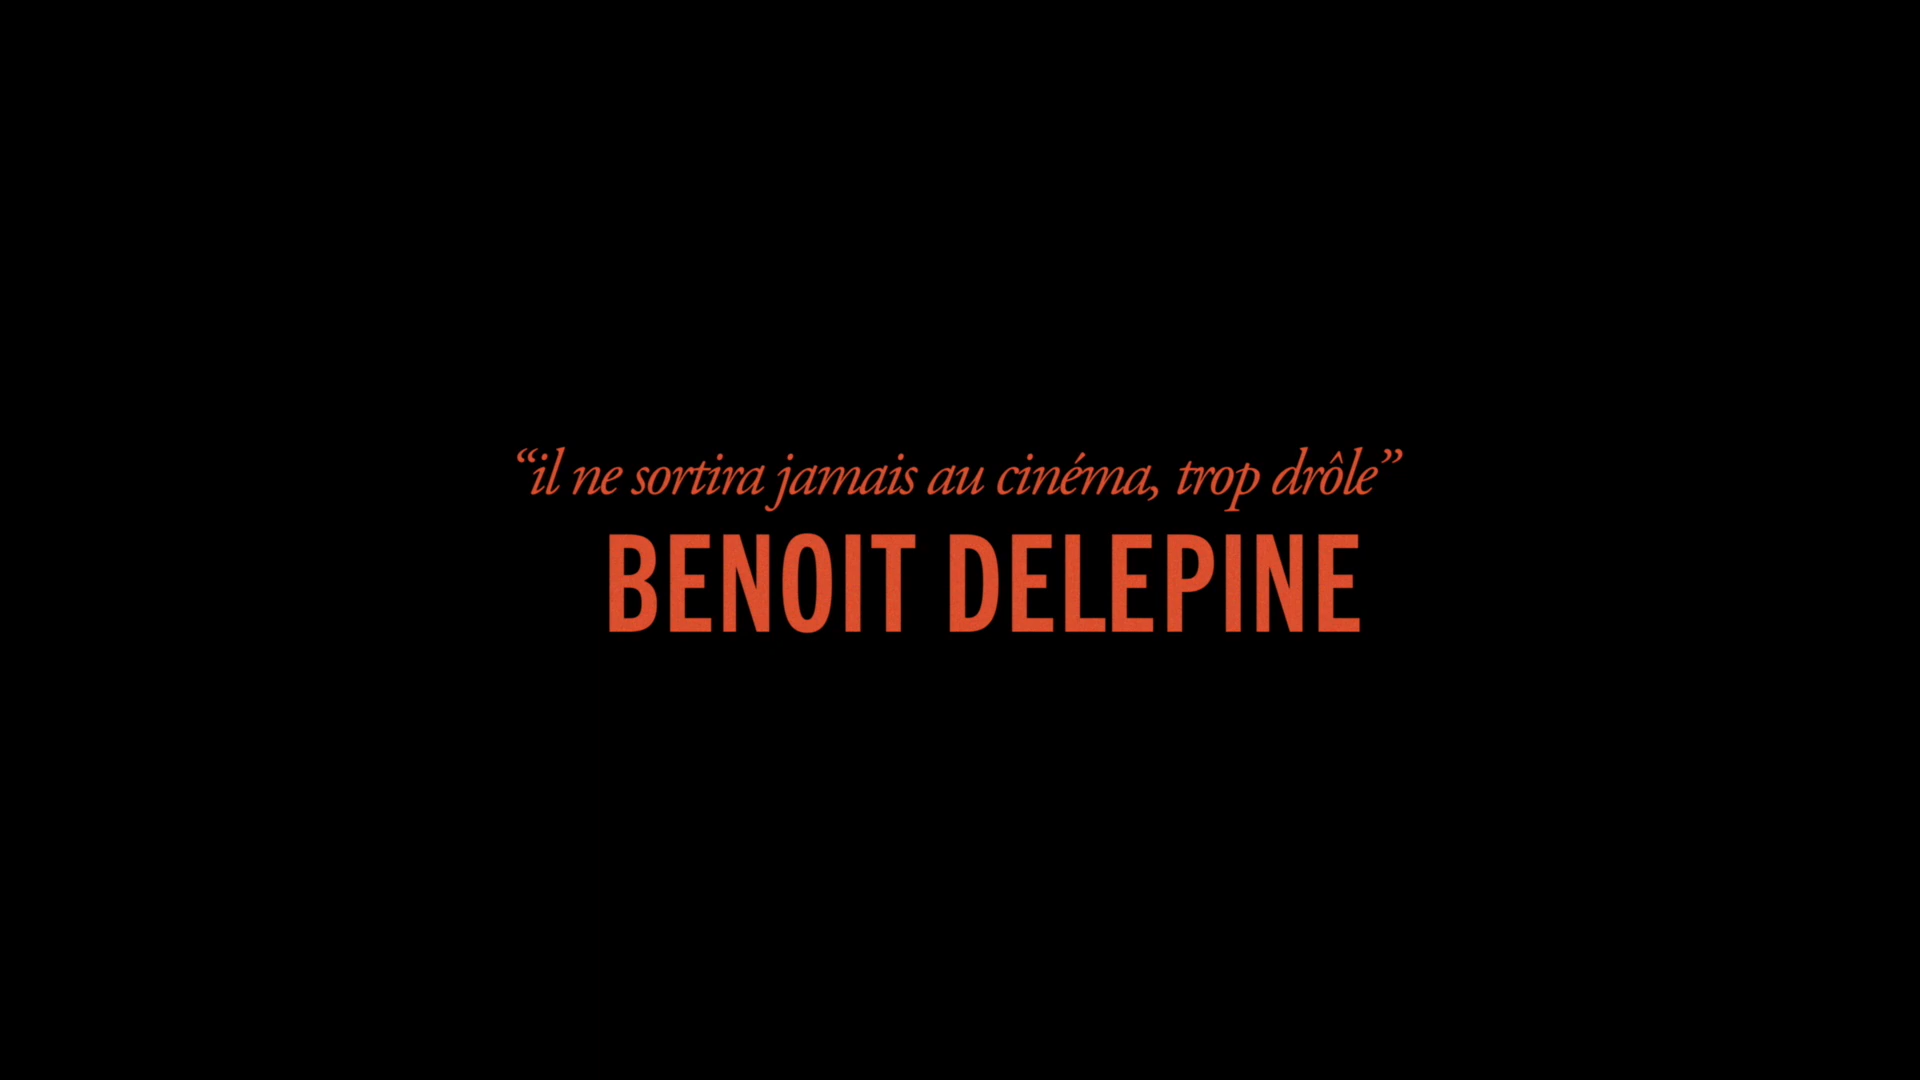 “il ne sortira jamais au cinéma, trop drôle”
BENOIT DELEPINE